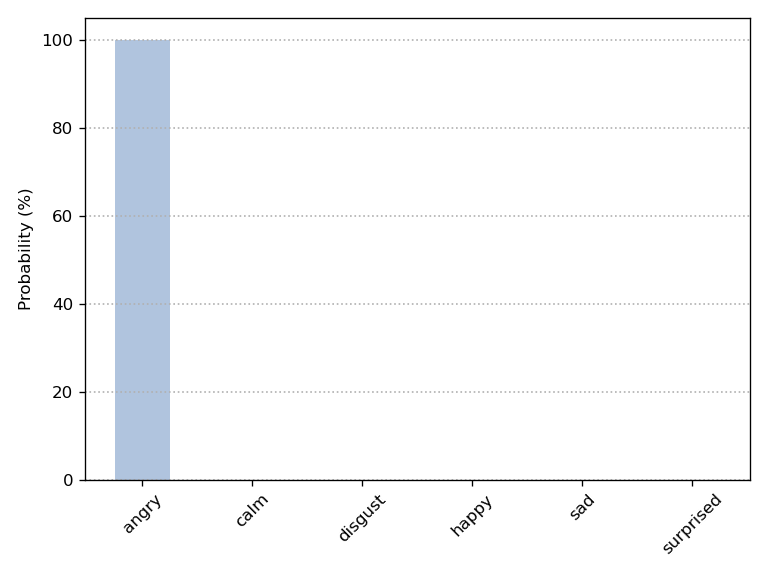 100
80
60
40
20
0
Probability (%)
angry
calm
disgust
happy
sad
surprised